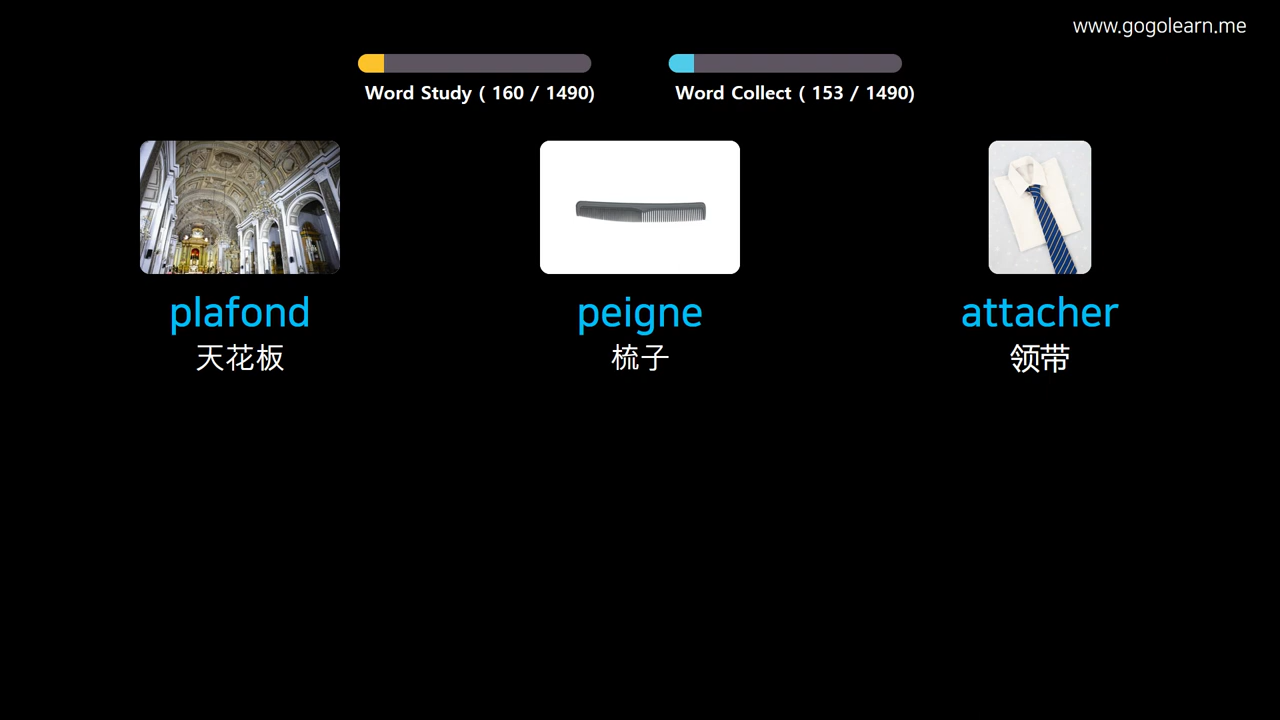 www.gogolearn.me
Word Study ( 160 / 1490)
Word Collect ( 153 / 1490)
plafond
peigne
attacher
天花板
梳子
领带